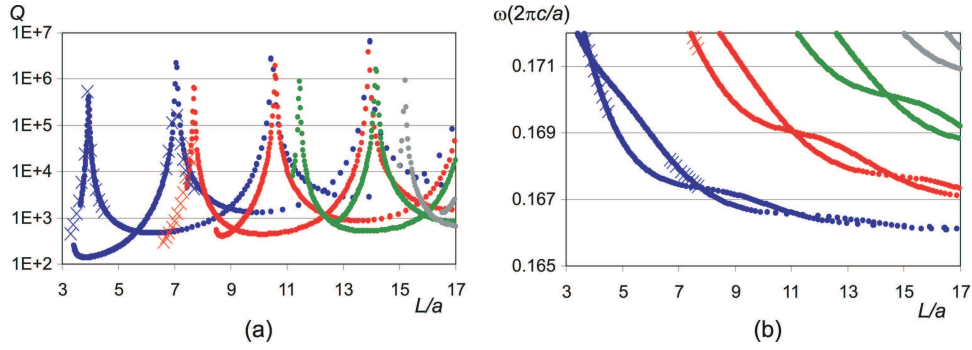 Q
1E+7
1E+6
1E+5
1E+4
1E+3
1E+2
3 5 7 9 11 13 15 17
L/a
(a)
ω(2πc/a)
0.171
0.169
0.167
0.165
3 5 7 9 11 13 15 17
L/a
(b)